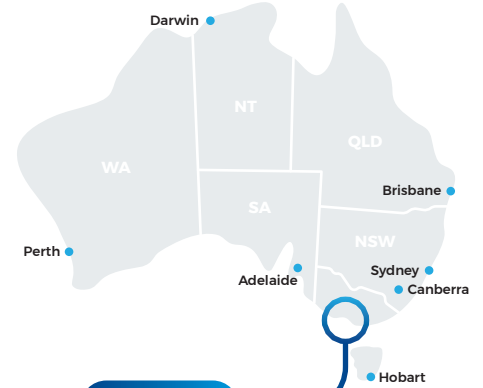 Darwin
NT
QLD
WA
Brisbane
SA
NSW
Perth
Sydney
Adelaide
Canberra
Hobart